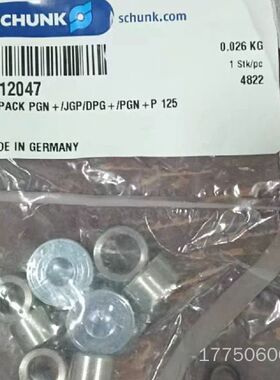 SCHUNK
schunk.com
0.026 KG
1 Stk/pc
12047
4822
PACK PGN+/JGP/DPG+/PGN+P 125
DE IN GERMANY
1775060